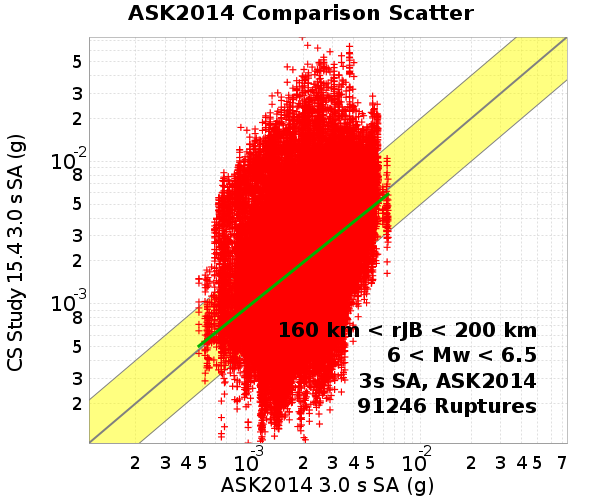 ASK2014 Comparison Scatter
CS Study 15.4 3.0 s SA (g)
5
3
2
10-2
8
5
3
2
10-3
8
5
3
2
160 km < rJB < 200 km
6 < Mw < 6.5
3s SA, ASK2014
91246 Ruptures
2 3 4 5 10-3 2 3 4 5 10-2 2 3 4 5 7
ASK2014 3.0 s SA (g)